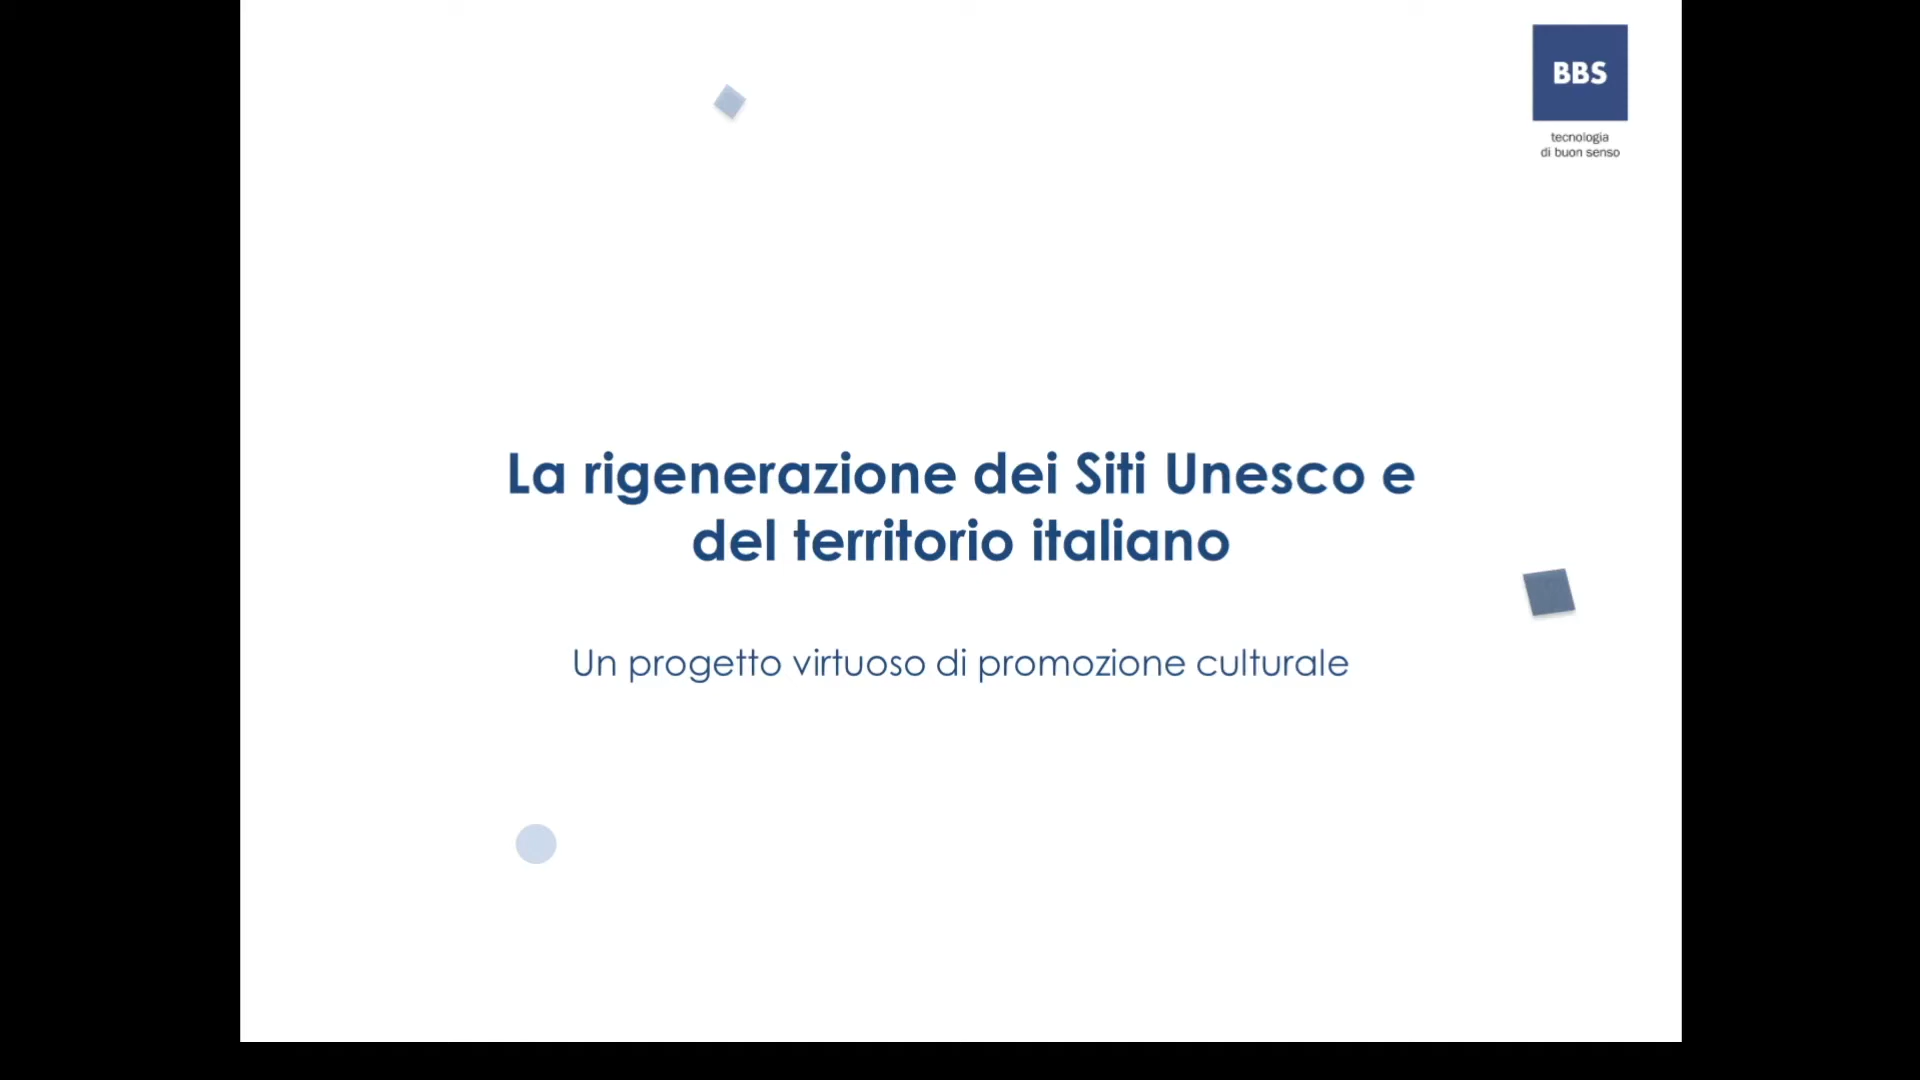 BBS
tecnologia
di buon senso
La rigenerazione dei Siti Unesco e
del territorio italiano
Un progetto virtuoso di promozione culturale